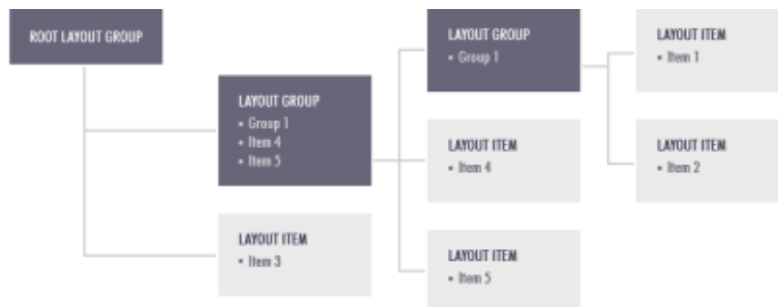 ROOT LAYOUT GROUP
LAYOUT GROUP
• Group 1
• Item 4
• Item 5
LAYOUT ITEM
• Item 3
LAYOUT GROUP
• Group 1
LAYOUT ITEM
• Item 4
LAYOUT ITEM
• Item 5
LAYOUT ITEM
• Item 1
LAYOUT ITEM
• Item 2